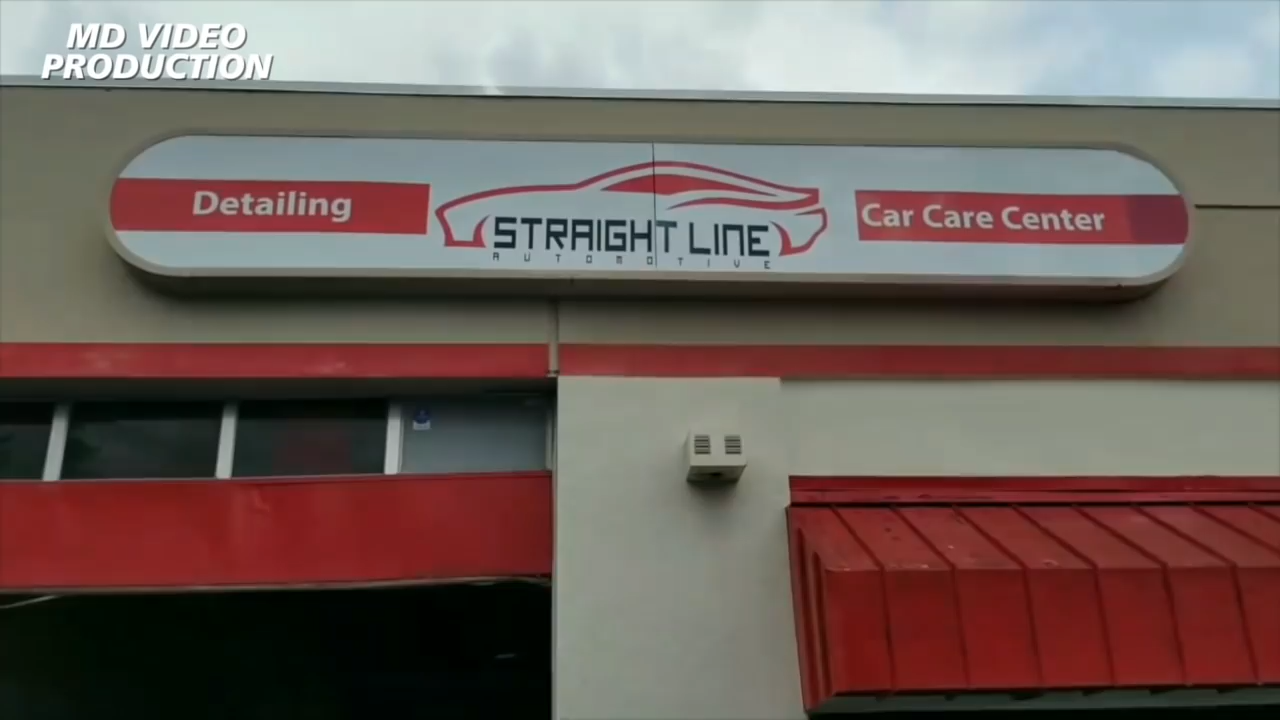 MD VIDEO
PRODUCTION
Detailing
STRAIGHT LINE
AUTOMOTIVE
Car Care Center